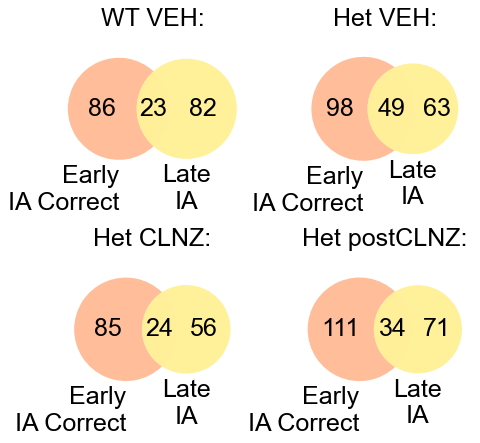 WT VEH:
86 23 82
Early
IA Correct
Late
IA
Het VEH:
98 49 63
Early
IA Correct
Late
IA
Het CLNZ:
85 24 56
Early
IA Correct
Late
IA
Het postCLNZ:
111 34 71
Early
IA Correct
Late
IA